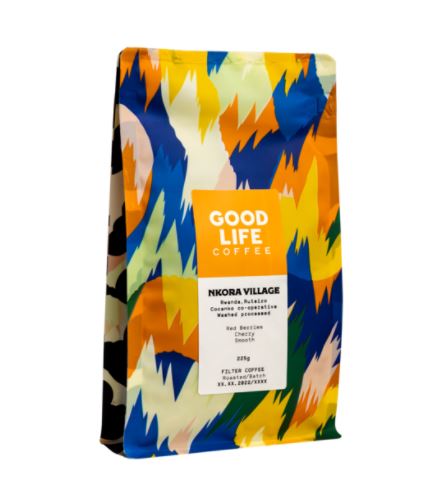 GOOD
LIFE
COFFEE
NKORA VILLAGE
Rwanda, Rutsiro
Cocanko co-operative
Washed processed
Red Berries
Cherry
Smooth
225g
FILTER COFFEE
Roasted/Batch
XX.XX.2022/XXXX